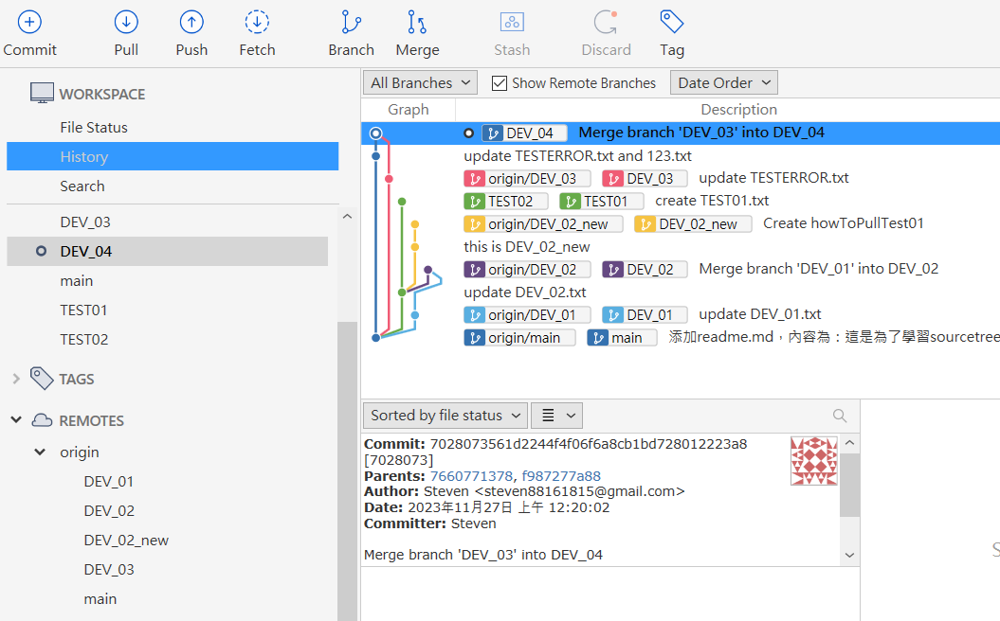 Commit Pull Push Fetch Branch Merge Stash Discard Tag
WORKSPACE
File Status
History
Search
DEV_03
DEV_04
main
TEST01
TEST02
TAGS
REMOTES
origin
DEV_01
DEV_02
DEV_02_new
DEV_03
main
All Branches Show Remote Branches Date Order
Graph Description
DEV_04 Merge branch 'DEV_03' into DEV_04
update TESTERROR.txt and 123.txt
origin/DEV_03 DEV_03 update TESTERROR.txt
TEST02 TEST01 create TEST01.txt
origin/DEV_02_new DEV_02_new Create howToPullTest01
this is DEV_02_new
origin/DEV_02 DEV_02 Merge branch 'DEV_01' into DEV_02
update DEV_02.txt
origin/DEV_01 DEV_01 update DEV_01.txt
origin/main main 添加readme.md，內容為：這是為了學習sourcetree
Sorted by file status
Commit: 7028073561d2244f4f06f6a8cb1bd728012223a8
[7028073]
Parents: 7660771378, f987277a88
Author: Steven <steven88161815@gmail.com>
Date: 2023年11月27日 上午 12:20:02
Committer: Steven
Merge branch 'DEV_03' into DEV_04
S